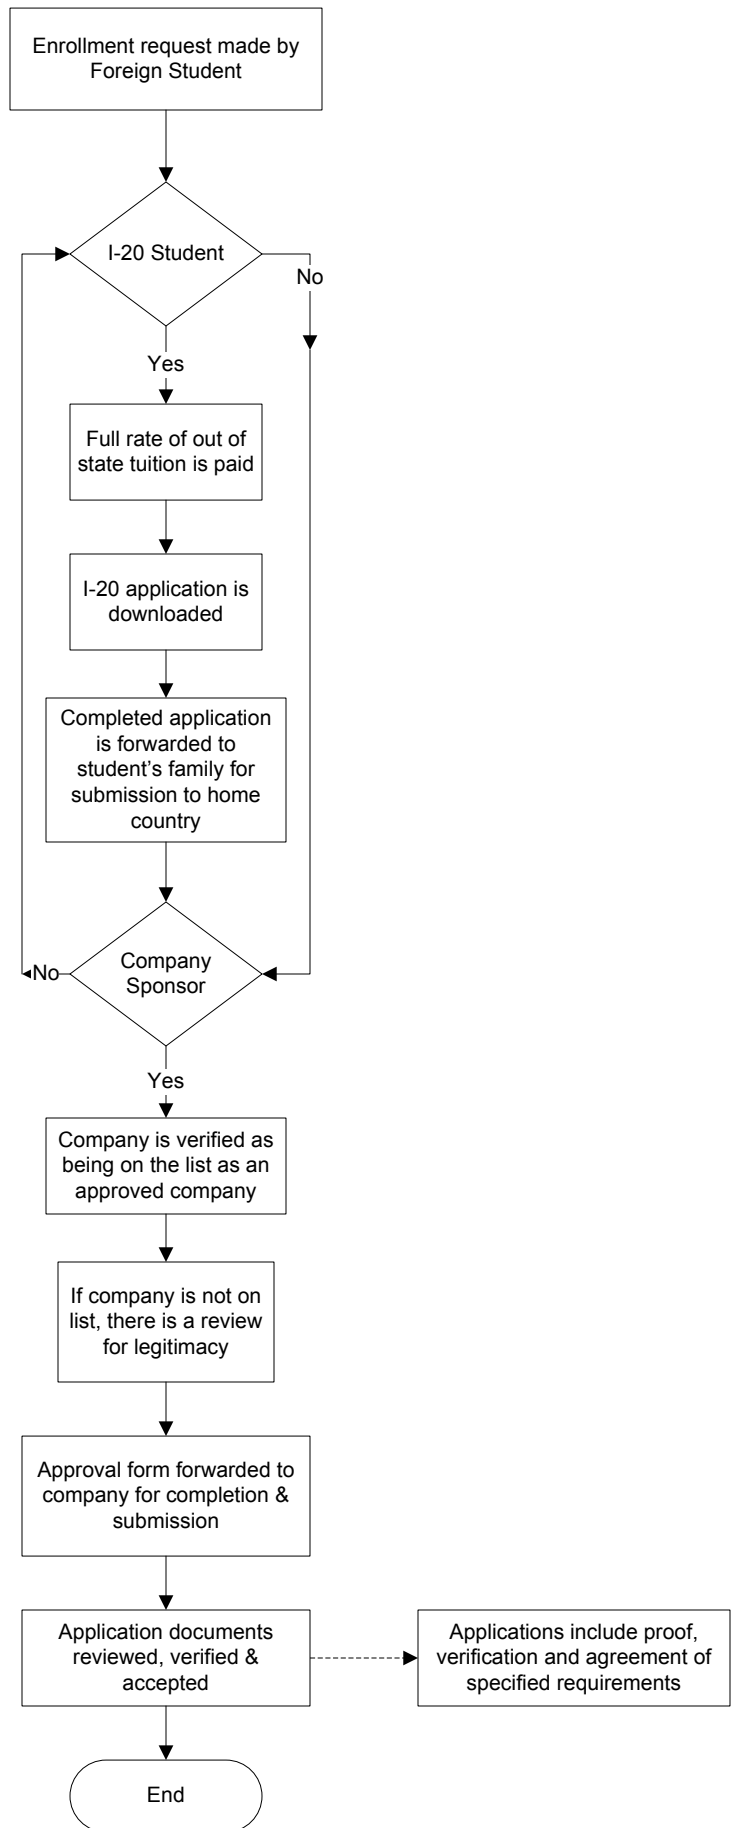 Enrollment request made by
Foreign Student
I-20 Student
No
Yes
Full rate of out of
state tuition is paid
I-20 application is
downloaded
Completed application
is forwarded to
student’s family for
submission to home
country
Company
Sponsor
No
Yes
Company is verified as
being on the list as an
approved company
If company is not on
list, there is a review
for legitimacy
Approval form forwarded to
company for completion &
submission
Application documents
reviewed, verified &
accepted
Applications include proof,
verification and agreement of
specified requirements
End